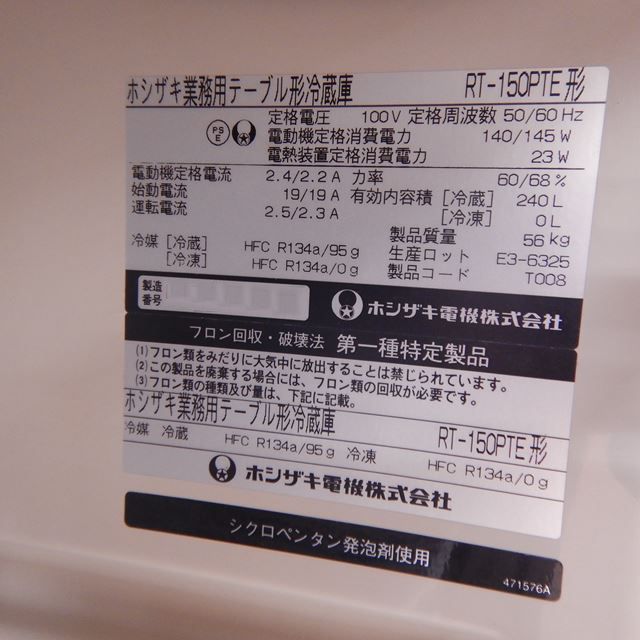 ホシザキ業務用テーブル形冷蔵庫 RT-150PTE形
PS E 定格電圧 100V 定格周波数 50/60 Hz
電動機定格消費電力 140/145 W
電熱装置定格消費電力 23 W
電動機定格電流 2.4/2.2 A 力率 60/68 %
始動電流 19/19 A 有効内容積 [冷蔵] 240 L
運転電流 2.5/2.3 A [冷凍] 0 L
製品質量 56 kg
冷媒 [冷蔵] HFC R134a/95 g 生産ロット E3-6325
[冷凍] HFC R134a/0 g 製品コード T008
製造番号 ホシザキ電機株式会社
フロン回収・破壊法 第一種特定製品
(1) フロン類をみだりに大気中に放出することは禁じられています。
(2) この製品を廃棄する場合には、フロン類の回収が必要です。
(3) フロン類の種類及び量は、下記に記載。
ホシザキ業務用テーブル形冷蔵庫 RT-150PTE形
冷媒 冷蔵 HFC R134a/95 g 冷凍 HFC R134a/0 g
ホシザキ電機株式会社
シクロペンタン発泡剤使用
471576A